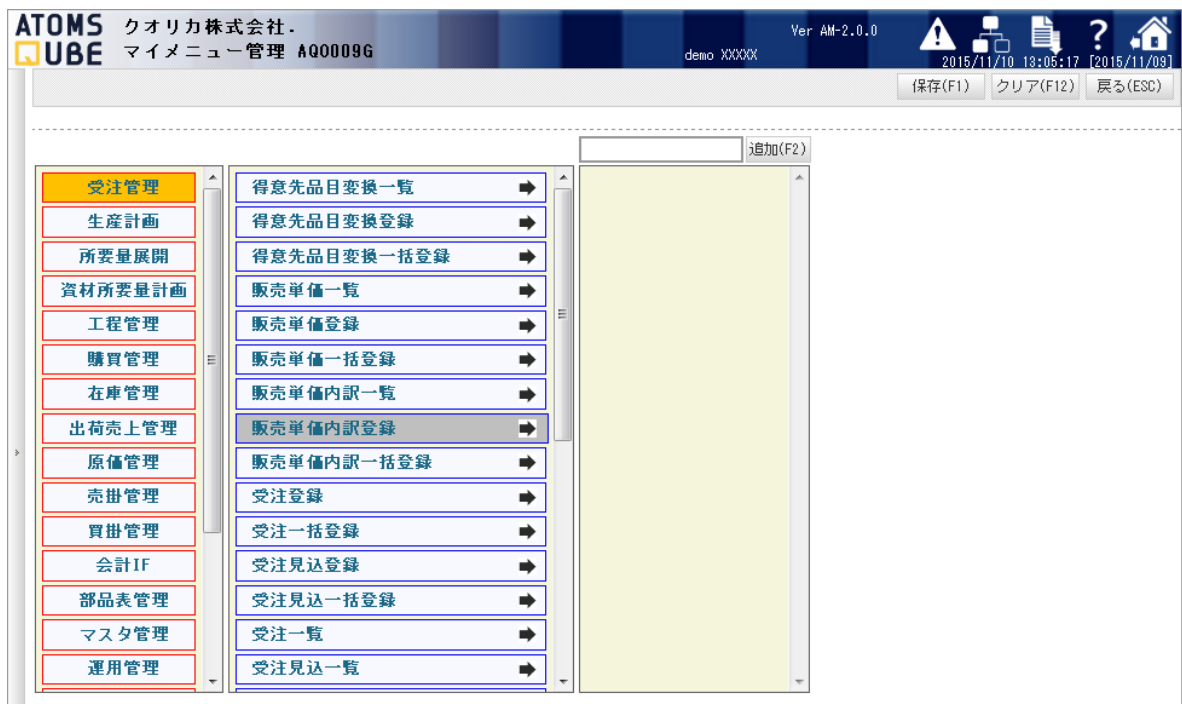 ATOMS QUBE
クオリカ株式会社.
マイメニュー管理 AQ0009G
demo XXXXX
Ver AM-2.0.0
2015/11/10 13:05:17 [2015/11/09]
保存(F1) クリア(F12) 戻る(ESC)
追加(F2)
受注管理
生産計画
所要量展開
資材所要量計画
工程管理
購買管理
在庫管理
出荷売上管理
原価管理
売掛管理
買掛管理
会計IF
部品表管理
マスタ管理
運用管理
得意先品目変換一覧
得意先品目変換登録
得意先品目変換一括登録
販売単価一覧
販売単価登録
販売単価一括登録
販売単価内訳一覧
販売単価内訳登録
販売単価内訳一括登録
受注登録
受注一括登録
受注見込登録
受注見込一括登録
受注一覧
受注見込一覧